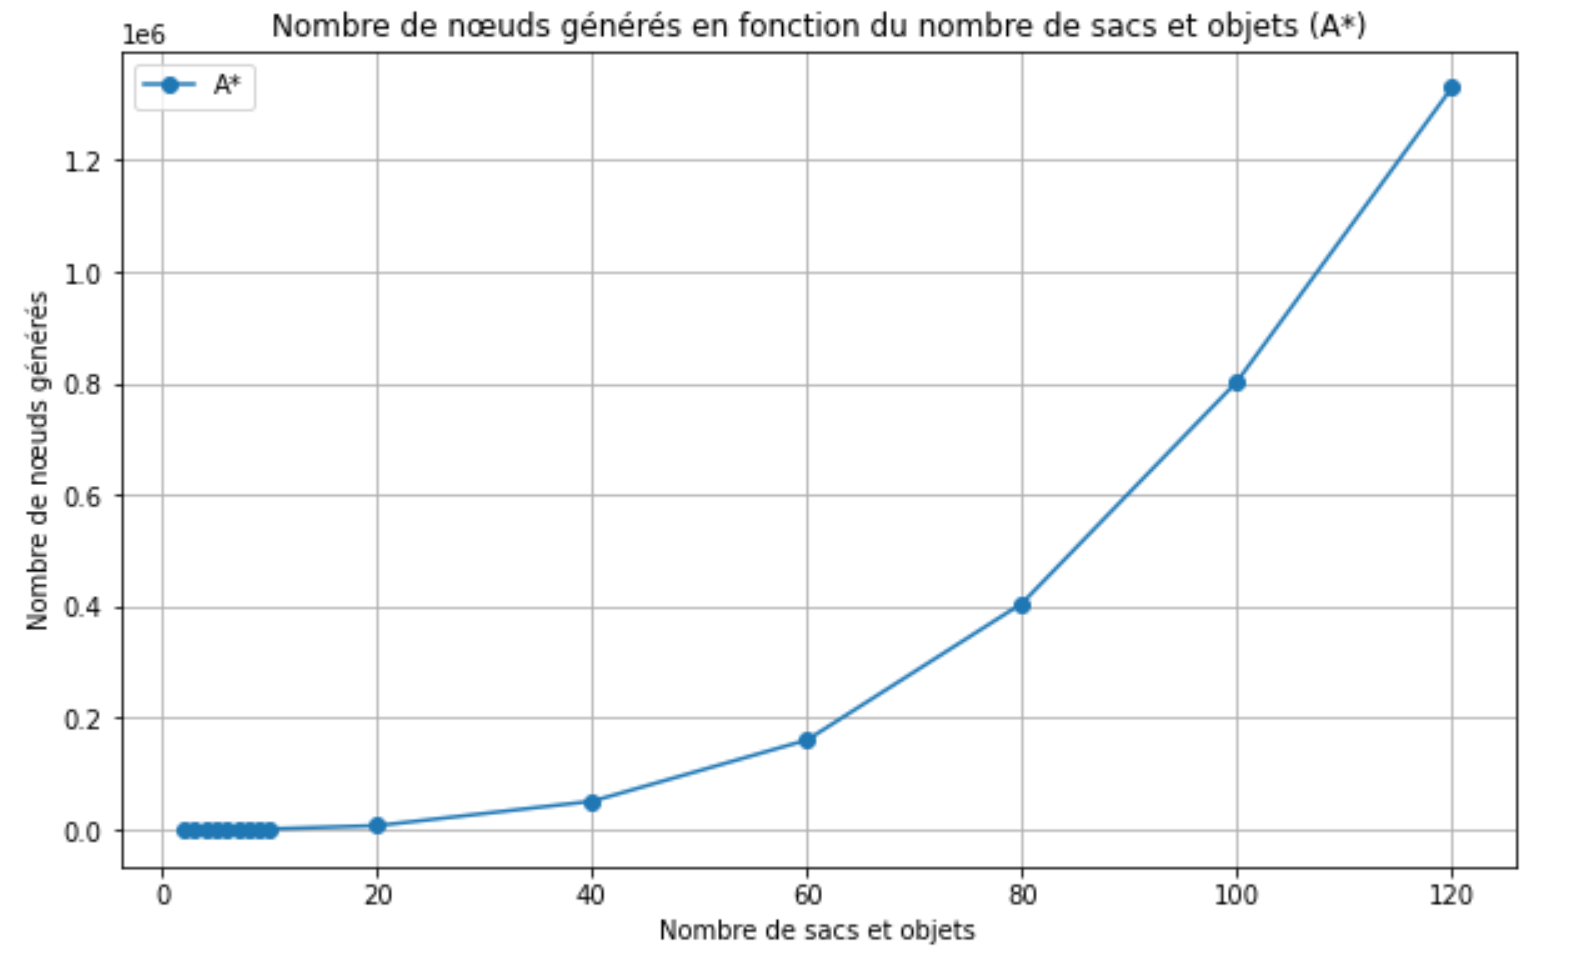 Nombre de nœuds générés en fonction du nombre de sacs et objets (A*)
1e6
A*
1.2
1.0
0.8
0.6
0.4
0.2
0.0
Nombre de nœuds générés
0 20 40 60 80 100 120
Nombre de sacs et objets